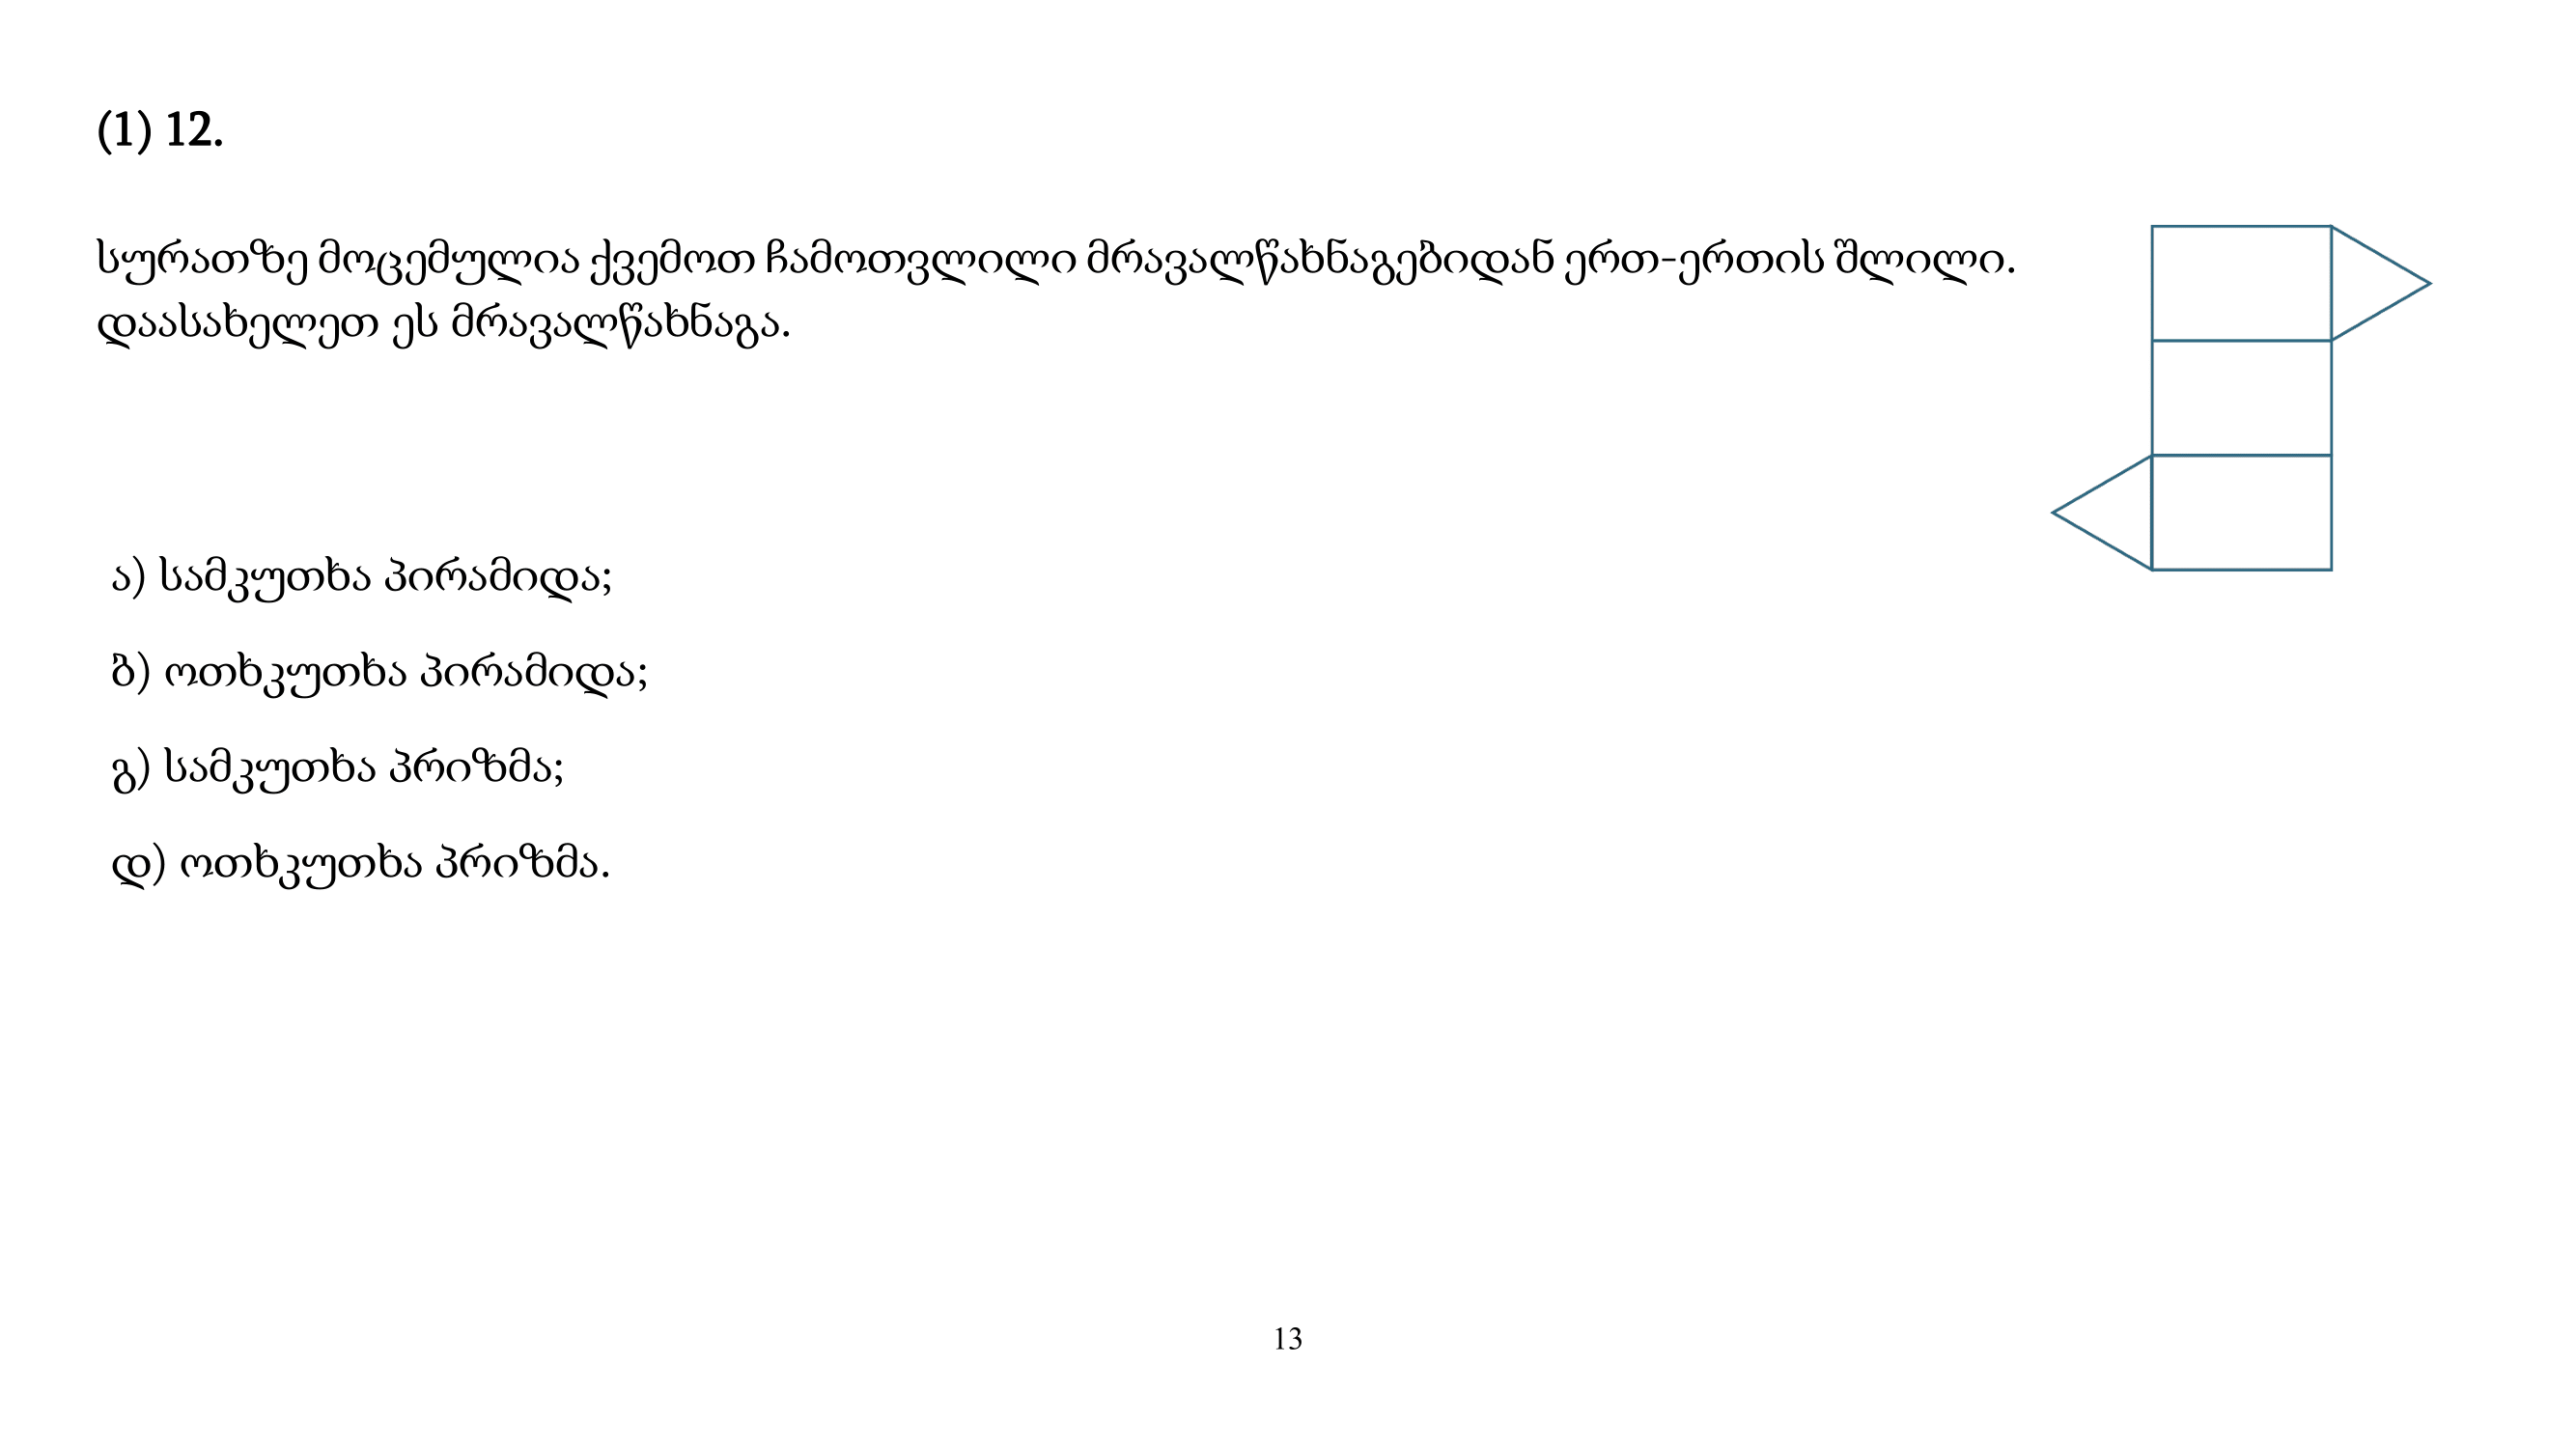 (1) 12.
სურათზე მოცემულია ქვემოთ ჩამოთვლილი მრავალწახნაგებიდან ერთ-ერთის შლილი.
დაასახელეთ ეს მრავალწახნაგა.
ა) სამკუთხა პირამიდა;
ბ) ოთხკუთხა პირამიდა;
გ) სამკუთხა პრიზმა;
დ) ოთხკუთხა პრიზმა.
13